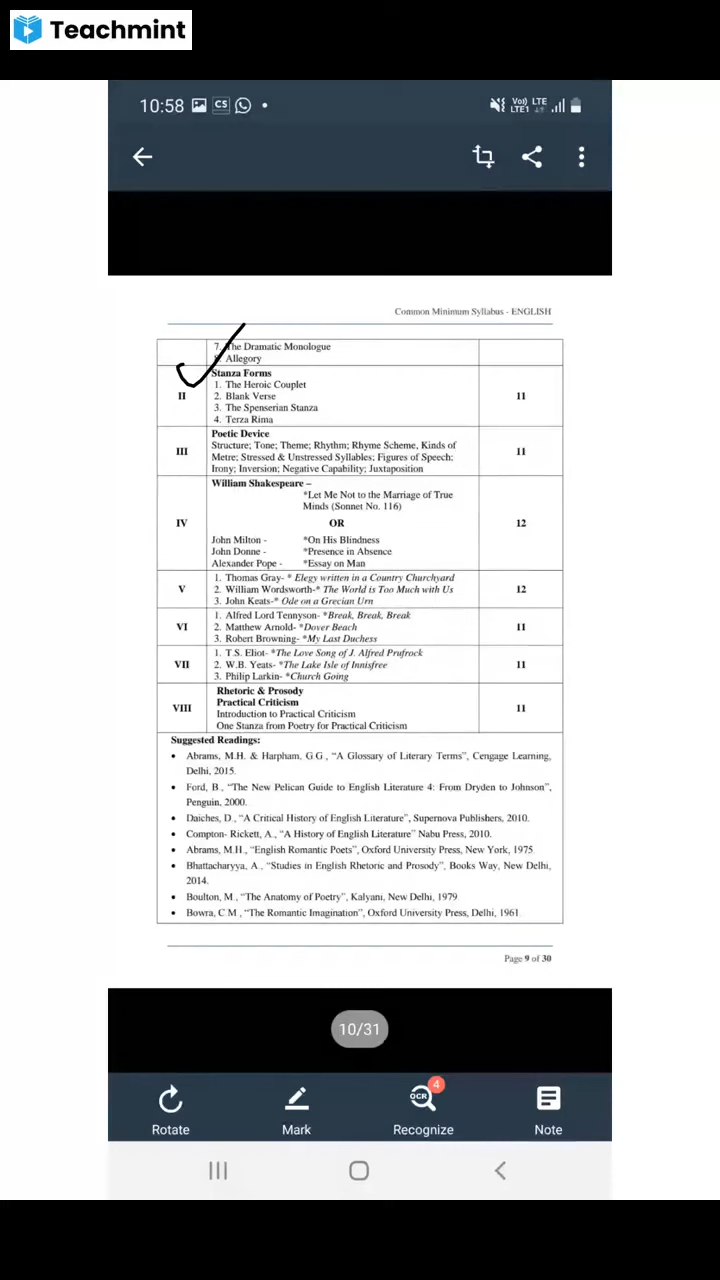 Teachmint
10:58 CS
Vo) LTE
LTE1
Common Minimum Syllabus - ENGLISH
7. The Dramatic Monologue
8. Allegory
Stanza Forms
1. The Heroic Couplet
II 2. Blank Verse 11
3. The Spenserian Stanza
4. Terza Rima
Poetic Device
Structure; Tone; Theme; Rhythm; Rhyme Scheme, Kinds of
III Metre; Stressed & Unstressed Syllables; Figures of Speech; 11
Irony; Inversion; Negative Capability; Juxtaposition
William Shakespeare –
*Let Me Not to the Marriage of True
Minds (Sonnet No. 116)
IV OR 12
John Milton - *On His Blindness
John Donne - *Presence in Absence
Alexander Pope - *Essay on Man
1. Thomas Gray- * Elegy written in a Country Churchyard
V 2. William Wordsworth-* The World is Too Much with Us 12
3. John Keats-* Ode on a Grecian Urn
1. Alfred Lord Tennyson- *Break, Break, Break
VI 2. Matthew Arnold- *Dover Beach 11
3. Robert Browning- *My Last Duchess
1. T.S. Eliot- *The Love Song of J. Alfred Prufrock
VII 2. W.B. Yeats- *The Lake Isle of Innisfree 11
3. Philip Larkin- *Church Going
Rhetoric & Prosody
Practical Criticism
VIII Introduction to Practical Criticism 11
One Stanza from Poetry for Practical Criticism
Suggested Readings:
• Abrams, M.H. & Harpham, G.G., “A Glossary of Literary Terms”, Cengage Learning,
Delhi, 2015.
• Ford, B., “The New Pelican Guide to English Literature 4: From Dryden to Johnson”,
Penguin, 2000.
• Daiches, D., “A Critical History of English Literature”, Supernova Publishers, 2010.
• Compton- Rickett, A., “A History of English Literature” Nabu Press, 2010.
• Abrams, M.H., “English Romantic Poets”, Oxford University Press, New York, 1975
• Bhattacharyya, A., “Studies in English Rhetoric and Prosody”, Books Way, New Delhi,
2014.
• Boulton, M., “The Anatomy of Poetry”, Kalyani, New Delhi, 1979
• Bowra, C M , “The Romantic Imagination”, Oxford University Press, Delhi, 1961
Page 9 of 30
10/31
OCR 4
Rotate Mark Recognize Note